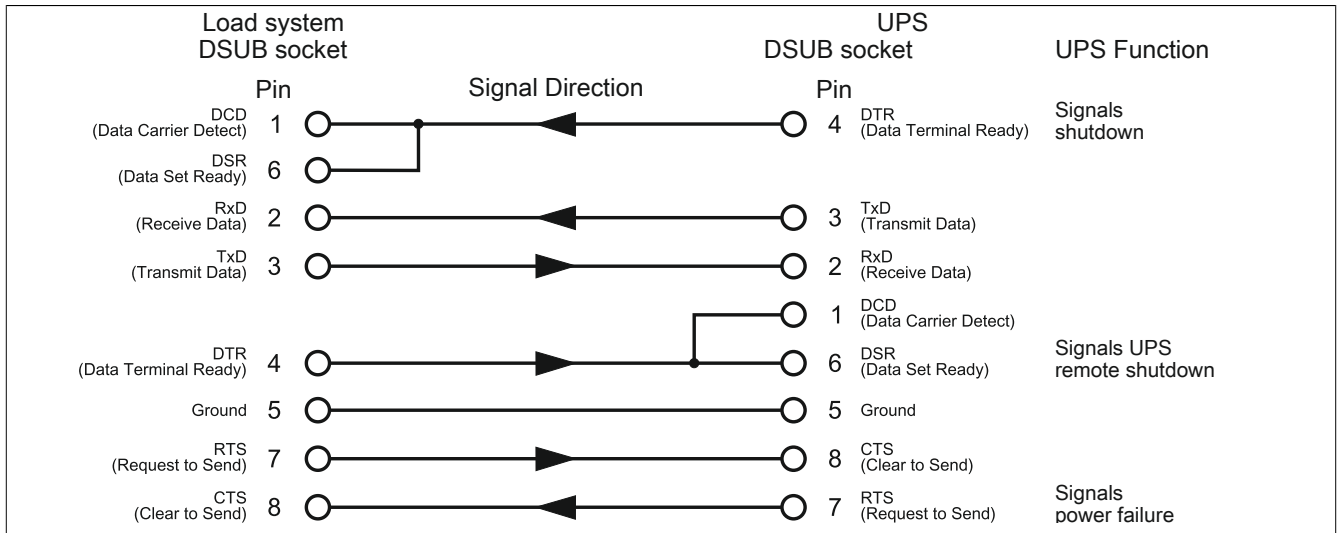 Load system
DSUB socket
UPS
DSUB socket
UPS Function
Pin
Signal Direction
Pin
DCD
(Data Carrier Detect)
1
4
DTR
(Data Terminal Ready)
Signals
shutdown
DSR
(Data Set Ready)
6
RxD
(Receive Data)
2
3
TxD
(Transmit Data)
TxD
(Transmit Data)
3
2
RxD
(Receive Data)
1
DCD
(Data Carrier Detect)
DTR
(Data Terminal Ready)
4
6
DSR
(Data Set Ready)
Signals UPS
remote shutdown
Ground
5
5
Ground
RTS
(Request to Send)
7
8
CTS
(Clear to Send)
CTS
(Clear to Send)
8
7
RTS
(Request to Send)
Signals
power failure